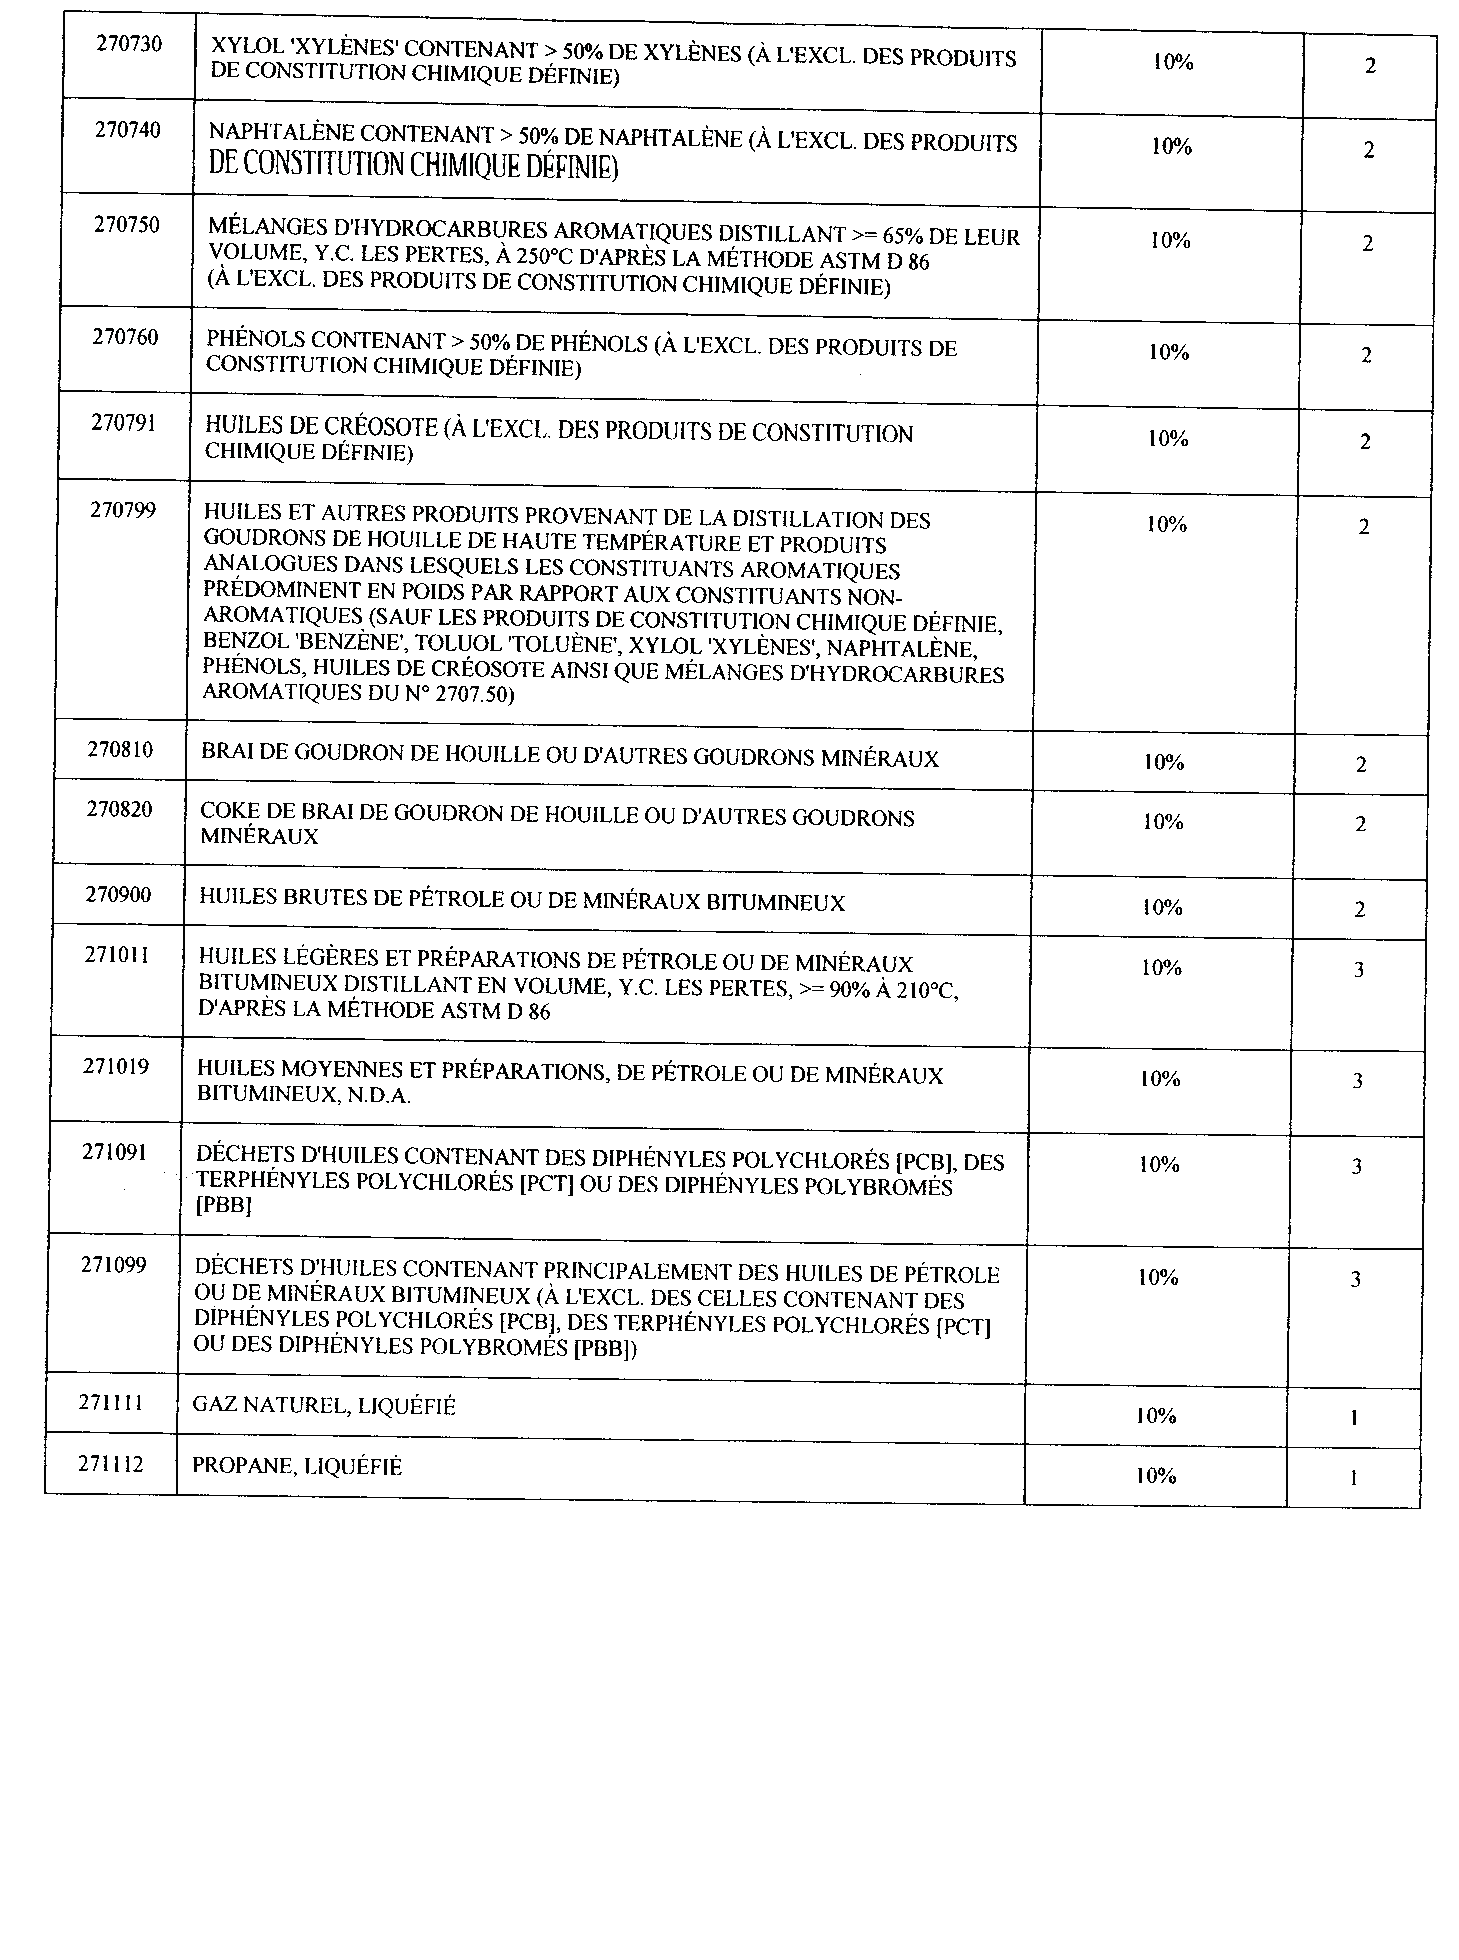 270730 XYLOL 'XYLÈNES' CONTENANT > 50% DE XYLÈNES (À L'EXCL. DES PRODUITS 10% 2
DE CONSTITUTION CHIMIQUE DÉFINIE)
270740 NAPHTALÈNE CONTENANT > 50% DE NAPHTALÈNE (À L'EXCL. DES PRODUITS 10% 2
DE CONSTITUTION CHIMIQUE DÉFINIE)
270750 MÉLANGES D'HYDROCARBURES AROMATIQUES DISTILLANT >= 65% DE LEUR 10% 2
VOLUME, Y.C. LES PERTES, À 250°C D'APRÈS LA MÉTHODE ASTM D 86
(À L'EXCL. DES PRODUITS DE CONSTITUTION CHIMIQUE DÉFINIE)
270760 PHÉNOLS CONTENANT > 50% DE PHÉNOLS (À L'EXCL. DES PRODUITS DE 10% 2
CONSTITUTION CHIMIQUE DÉFINIE)
270791 HUILES DE CRÉOSOTE (À L'EXCL. DES PRODUITS DE CONSTITUTION 10% 2
CHIMIQUE DÉFINIE)
270799 HUILES ET AUTRES PRODUITS PROVENANT DE LA DISTILLATION DES 10% 2
GOUDRONS DE HOUILLE DE HAUTE TEMPÉRATURE ET PRODUITS
ANALOGUES DANS LESQUELS LES CONSTITUANTS AROMATIQUES
PRÉDOMINENT EN POIDS PAR RAPPORT AUX CONSTITUANTS NON-
AROMATIQUES (SAUF LES PRODUITS DE CONSTITUTION CHIMIQUE DÉFINIE,
BENZOL 'BENZÈNE', TOLUOL 'TOLUÈNE', XYLOL 'XYLÈNES', NAPHTALÈNE,
PHÉNOLS, HUILES DE CRÉOSOTE AINSI QUE MÉLANGES D'HYDROCARBURES
AROMATIQUES DU N° 2707.50)
270810 BRAI DE GOUDRON DE HOUILLE OU D'AUTRES GOUDRONS MINÉRAUX 10% 2
270820 COKE DE BRAI DE GOUDRON DE HOUILLE OU D'AUTRES GOUDRONS 10% 2
MINÉRAUX
270900 HUILES BRUTES DE PÉTROLE OU DE MINÉRAUX BITUMINEUX 10% 2
271011 HUILES LÉGÈRES ET PRÉPARATIONS DE PÉTROLE OU DE MINÉRAUX 10% 3
BITUMINEUX DISTILLANT EN VOLUME, Y.C. LES PERTES, >= 90% À 210°C,
D'APRÈS LA MÉTHODE ASTM D 86
271019 HUILES MOYENNES ET PRÉPARATIONS, DE PÉTROLE OU DE MINÉRAUX 10% 3
BITUMINEUX, N.D.A.
271091 DÉCHETS D'HUILES CONTENANT DES DIPHÉNYLES POLYCHLORÉS [PCB], DES 10% 3
TERPHÉNYLES POLYCHLORÉS [PCT] OU DES DIPHÉNYLES POLYBROMÉS
[PBB]
271099 DÉCHETS D'HUILES CONTENANT PRINCIPALEMENT DES HUILES DE PÉTROLE 10% 3
OU DE MINÉRAUX BITUMINEUX (À L'EXCL. DES CELLES CONTENANT DES
DIPHÉNYLES POLYCHLORÉS [PCB], DES TERPHÉNYLES POLYCHLORÉS [PCT]
OU DES DIPHÉNYLES POLYBROMÉS [PBB])
271111 GAZ NATUREL, LIQUÉFIÉ 10% 1
271112 PROPANE, LIQUÉFIÉ 10% 1